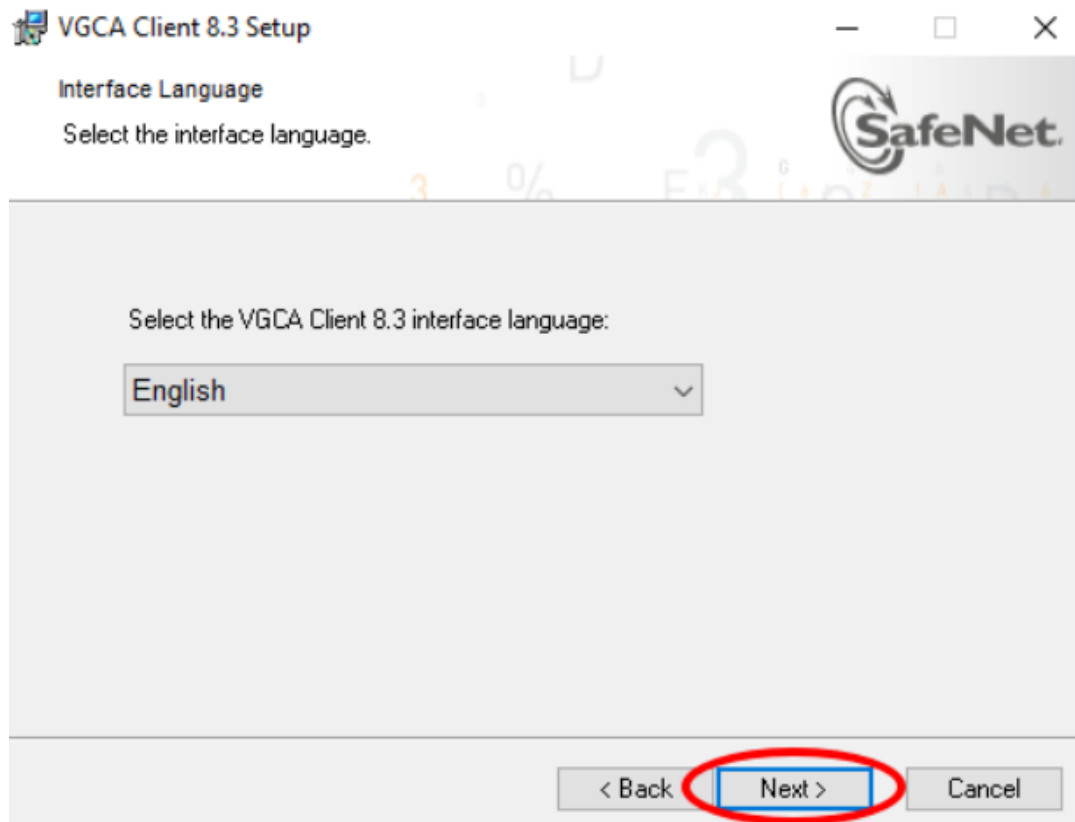 VGCA Client 8.3 Setup
Interface Language
Select the interface language.
SafeNet.
Select the VGCA Client 8.3 interface language:
English
< Back
Next >
Cancel